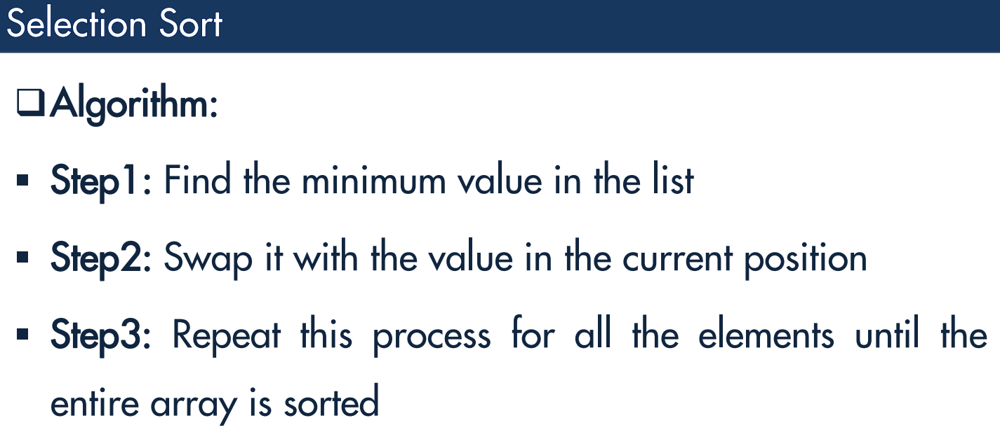 Selection Sort
❑Algorithm:
▪ Step1: Find the minimum value in the list
▪ Step2: Swap it with the value in the current position
▪ Step3: Repeat this process for all the elements until the
entire array is sorted